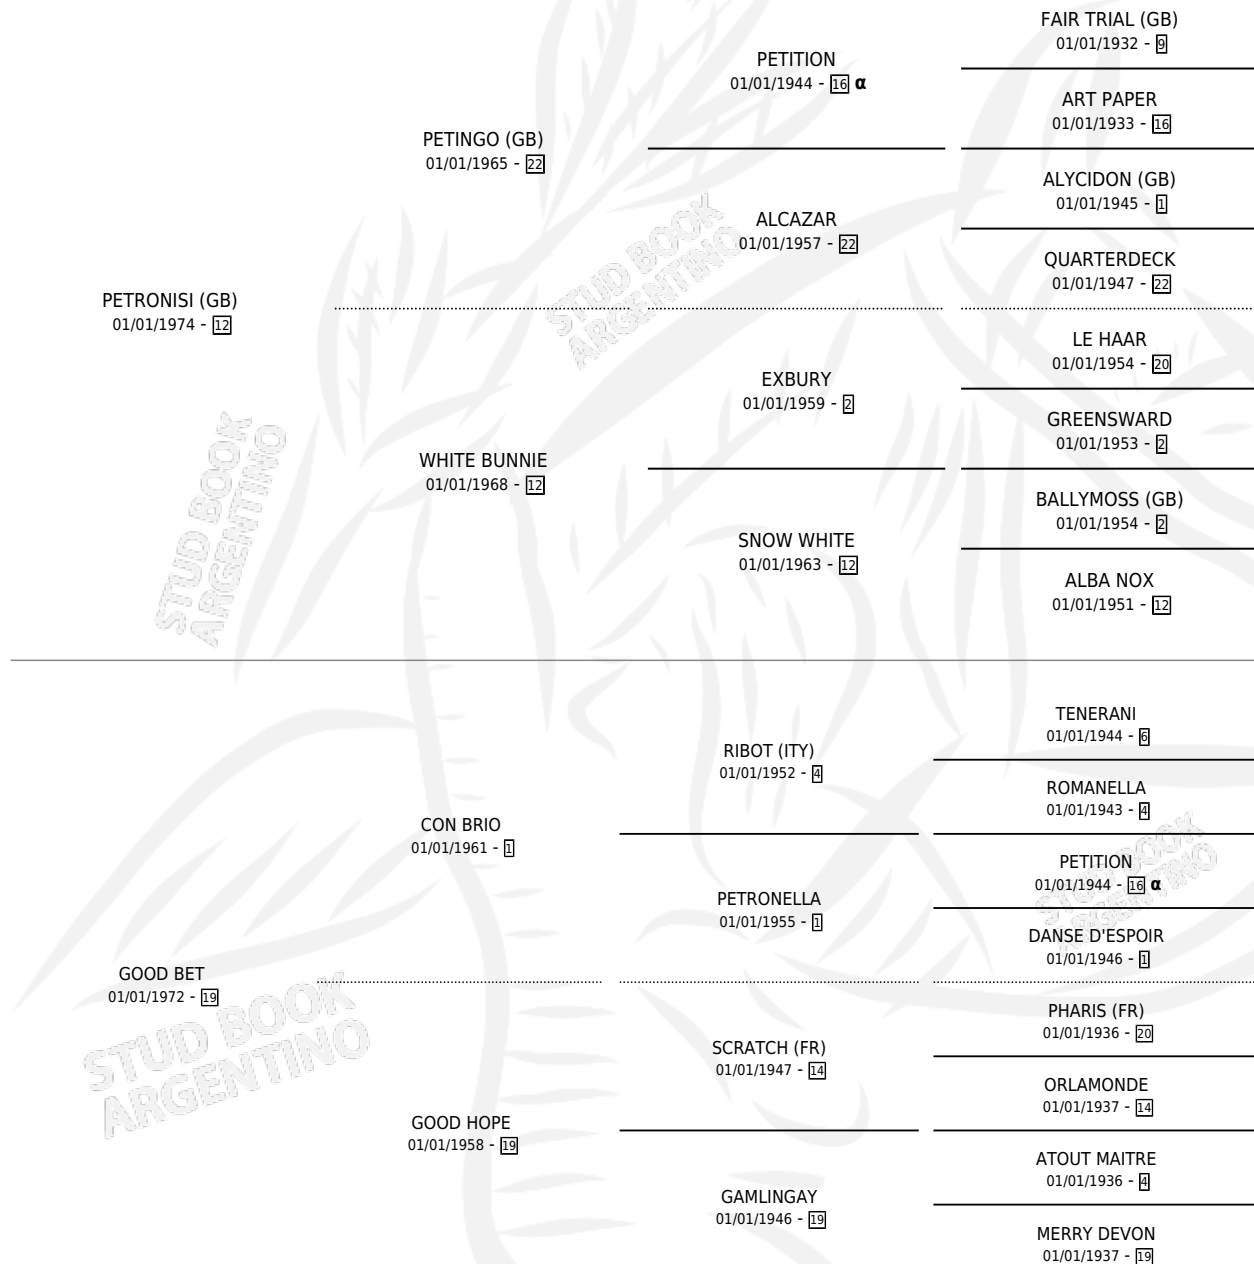 FAIR TRIAL (GB)
01/01/1932 - 9
PETITION
01/01/1944 - 16 α
ART PAPER
01/01/1933 - 16
PETINGO (GB)
01/01/1965 - 22
ALYCIDON (GB)
01/01/1945 - 1
ALCAZAR
01/01/1957 - 22
QUARTERDECK
01/01/1947 - 22
PETRONISI (GB)
01/01/1974 - 12
LE HAAR
01/01/1954 - 20
EXBURY
01/01/1959 - 2
GREENSWARD
01/01/1953 - 2
WHITE BUNNIE
01/01/1968 - 12
BALLYMOSS (GB)
01/01/1954 - 2
SNOW WHITE
01/01/1963 - 12
ALBA NOX
01/01/1951 - 12
TENERANI
01/01/1944 - 6
RIBOT (ITY)
01/01/1952 - 4
ROMANELLA
01/01/1943 - 4
CON BRIO
01/01/1961 - 1
PETITION
01/01/1944 - 16 α
PETRONELLA
01/01/1955 - 1
DANSE D'ESPOIR
01/01/1946 - 1
GOOD BET
01/01/1972 - 19
PHARIS (FR)
01/01/1936 - 20
SCRATCH (FR)
01/01/1947 - 14
ORLAMONDE
01/01/1937 - 14
GOOD HOPE
01/01/1958 - 19
ATOUT MAITRE
01/01/1936 - 4
GAMLINGAY
01/01/1946 - 19
MERRY DEVON
01/01/1937 - 19
STUD BOOK
ARGENTINO
STUD BOOK
ARGENTINO
STUD BOOK
ARGENTINO
STUD BOOK
ARGENTINO